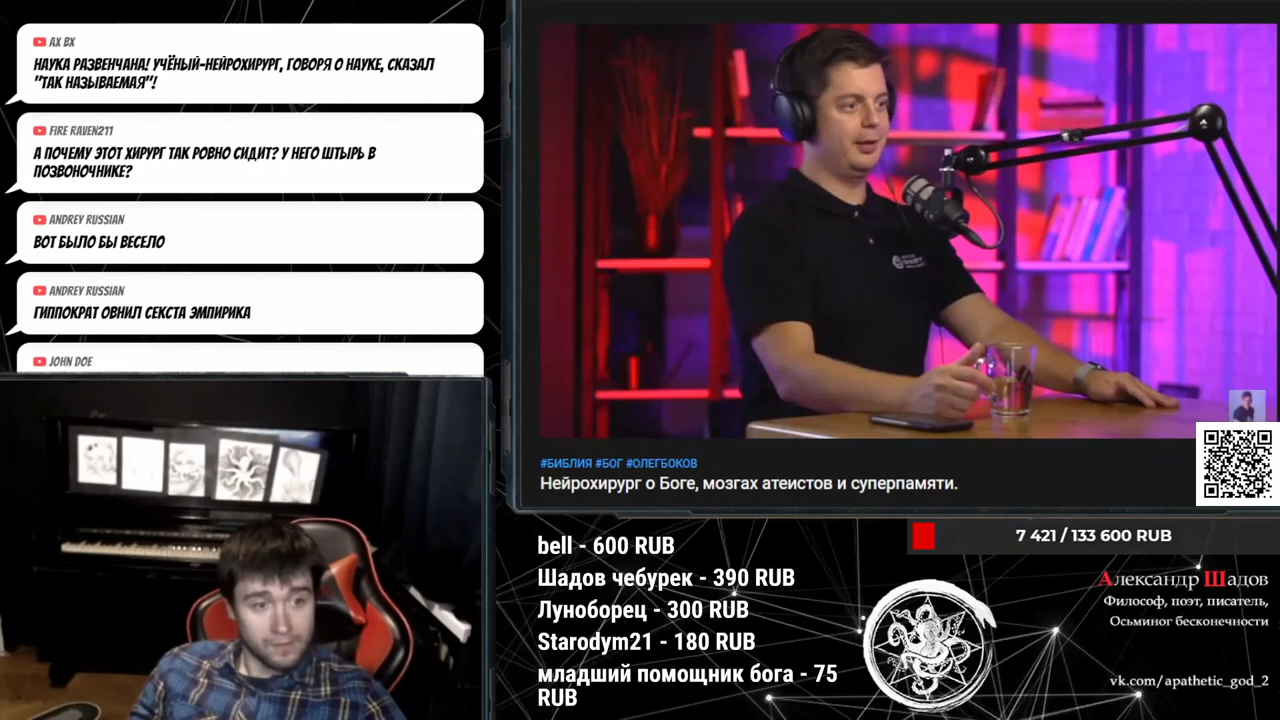 AX BX
НАУКА РАЗВЕНЧАНА! УЧЁНЫЙ-НЕЙРОХИРУРГ, ГОВОРЯ О НАУКЕ, СКАЗАЛ
"ТАК НАЗЫВАЕМАЯ"!
FIRE RAVEN211
А ПОЧЕМУ ЭТОТ ХИРУРГ ТАК РОВНО СИДИТ? У НЕГО ШТЫРЬ В
ПОЗВОНОЧНИКЕ?
ANDREY RUSSIAN
ВОТ БЫЛО БЫ ВЕСЕЛО
ANDREY RUSSIAN
ГИППОКРАТ ОВНИЛ СЕКСТА ЭМПИРИКА
JOHN DOE
#БИБЛИЯ #БОГ #ОЛЕГБОКОВ
Нейрохирург о Боге, мозгах атеистов и суперпамяти.
bell - 600 RUB
Шадов чебурек - 390 RUB
Луноборец - 300 RUB
Starodym21 - 180 RUB
младший помощник бога - 75
RUB
7 421 / 133 600 RUB
Александр Шадов
Философ, поэт, писатель,
Осьминог бесконечности
vk.com/apathetic_god_2